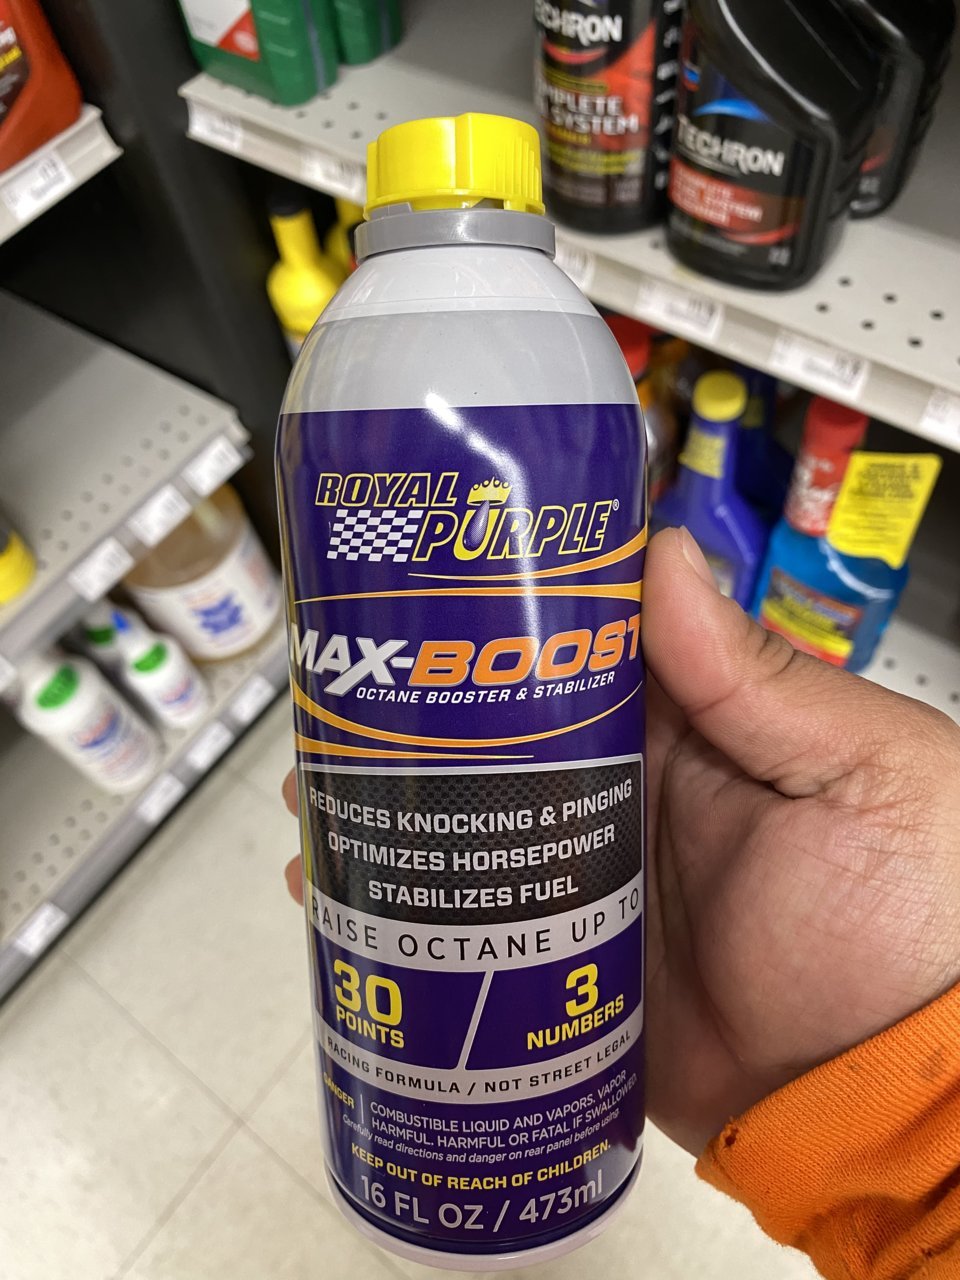 ROYAL
PURPLE®
MAX-BOOST
OCTANE BOOSTER & STABILIZER
REDUCES KNOCKING & PINGING
OPTIMIZES HORSEPOWER
STABILIZES FUEL
RAISE OCTANE UP TO
30
POINTS
3
NUMBERS
RACING FORMULA / NOT STREET LEGAL
DANGER
COMBUSTIBLE LIQUID AND VAPORS. VAPOR
HARMFUL. HARMFUL OR FATAL IF SWALLOWED.
Carefully read directions and danger on rear panel before using.
KEEP OUT OF REACH OF CHILDREN.
16 FL OZ / 473ml
TECHRON
SYSTEM
TECHRON